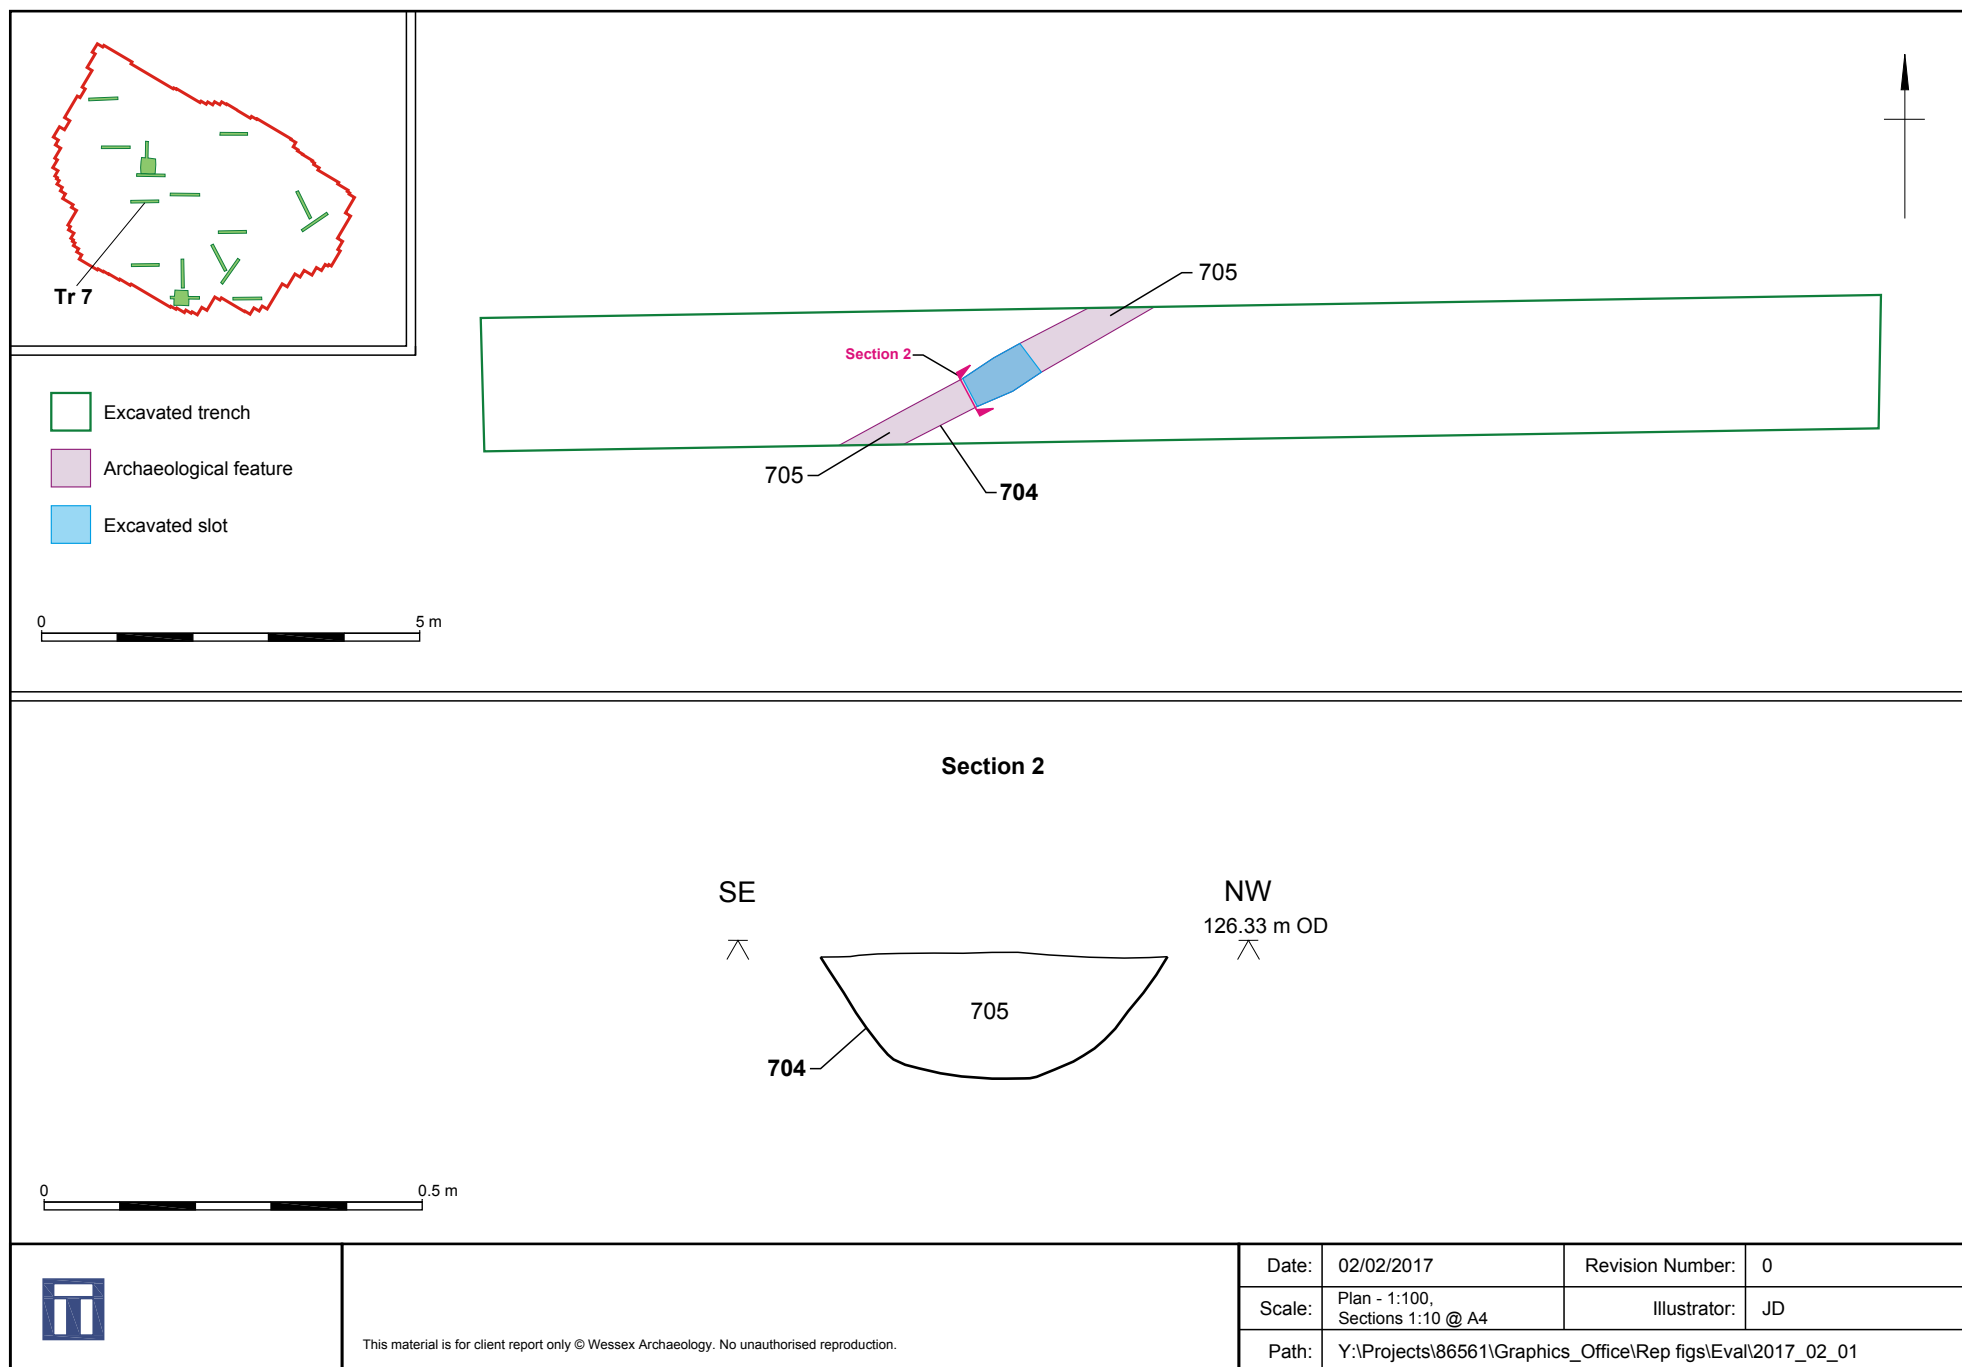 Tr 7
Excavated trench
Archaeological feature
Excavated slot
0 5 m
705
Section 2
705
704
Section 2
SE NW
126.33 m OD
705
704
0 0.5 m
This material is for client report only © Wessex Archaeology. No unauthorised reproduction.
Date: 02/02/2017 Revision Number: 0
Scale: Plan - 1:100,
Sections 1:10 @ A4 Illustrator: JD
Path: Y:\Projects\86561\Graphics_Office\Rep figs\Eval\2017_02_01